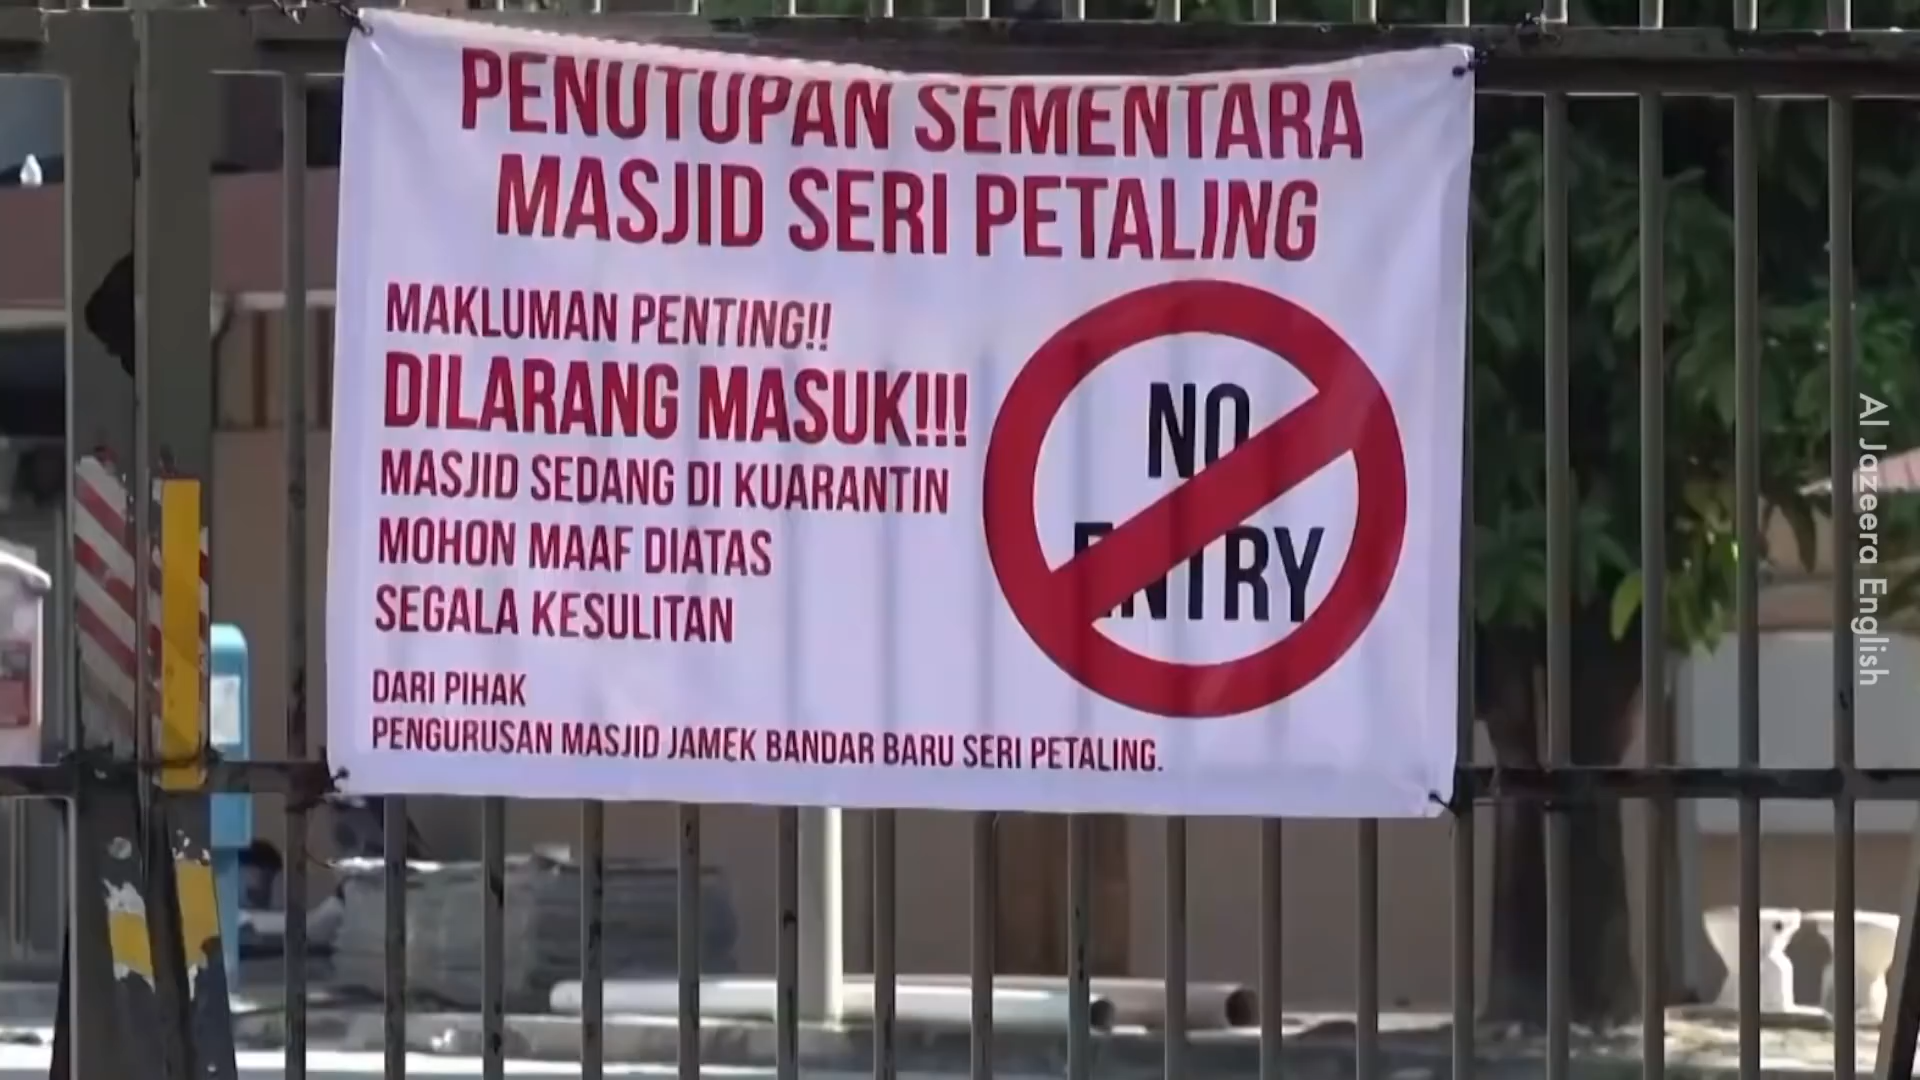 PENUTUPAN SEMENTARA
MASJID SERI PETALING
MAKLUMAN PENTING!!
DILARANG MASUK!!!
MASJID SEDANG DI KUARANTIN
MOHON MAAF DIATAS
SEGALA KESULITAN
DARI PIHAK
PENGURUSAN MASJID JAMEK BANDAR BARU SERI PETALING.
NO
ENTRY
Al Jazeera English